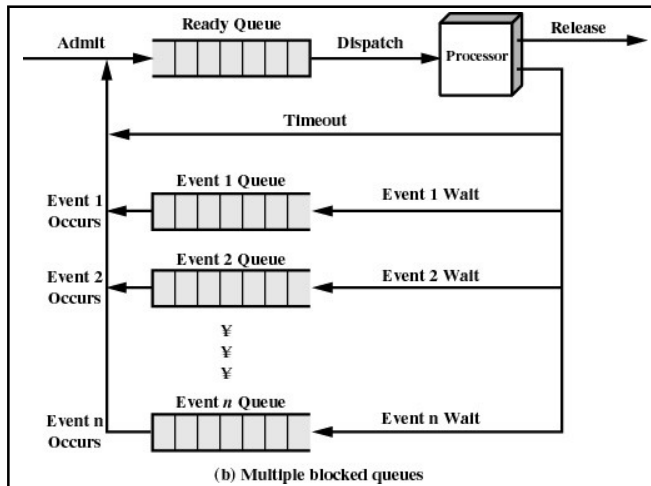 Ready Queue
Admit
Dispatch
Processor
Release
Timeout
Event 1 Queue
Event 1
Occurs
Event 1 Wait
Event 2 Queue
Event 2
Occurs
Event 2 Wait
¥
¥
¥
Event n Queue
Event n
Occurs
Event n Wait
(b) Multiple blocked queues